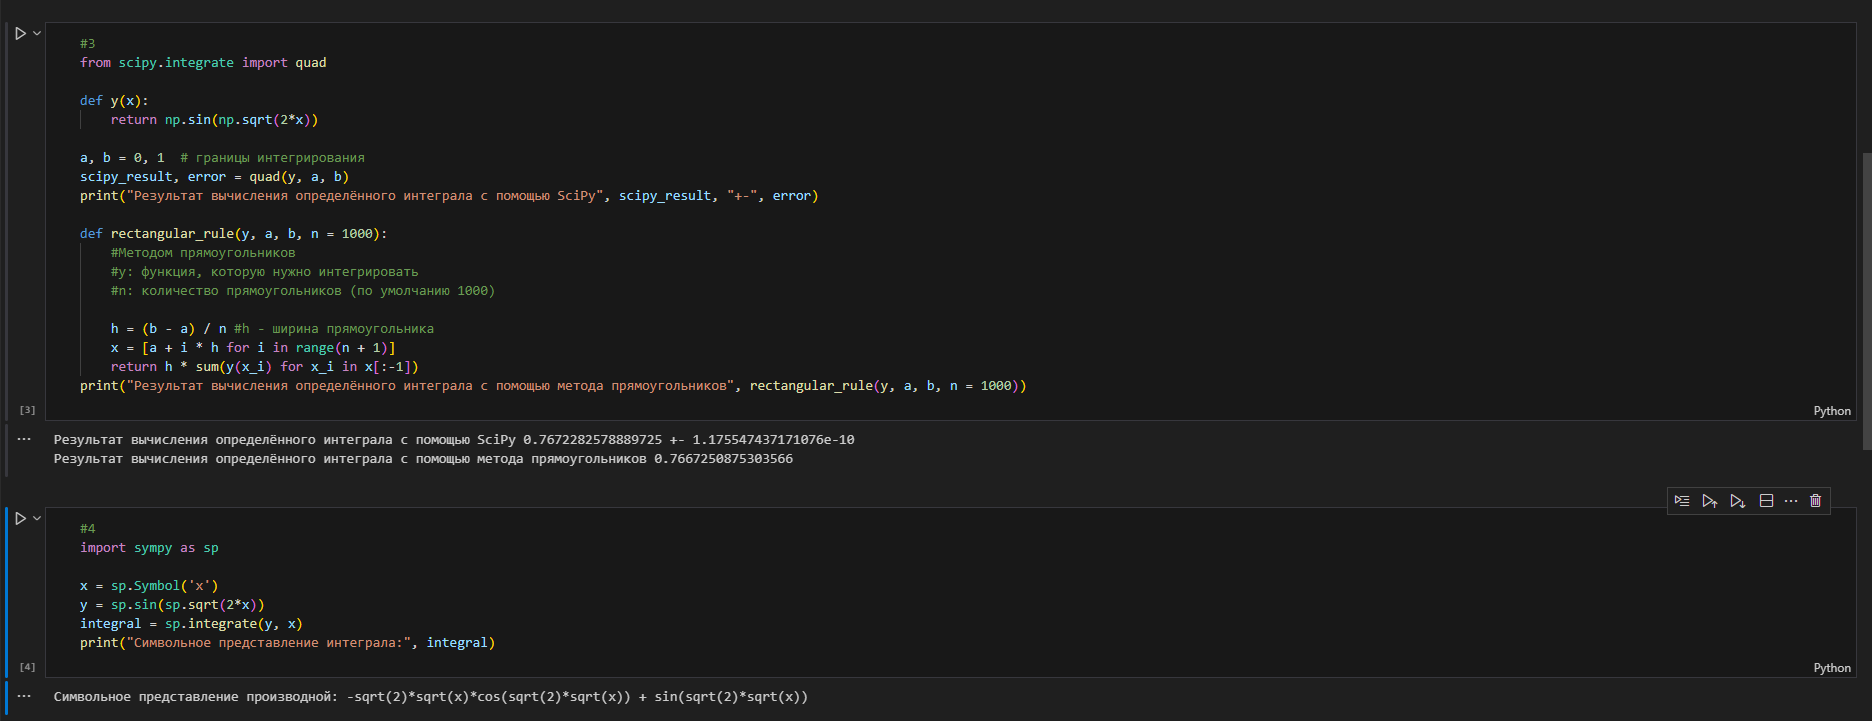 #3
from scipy.integrate import quad
def y(x):
    return np.sin(np.sqrt(2*x))
a, b = 0, 1  # границы интегрирования
scipy_result, error = quad(y, a, b)
print("Результат вычисления определённого интеграла с помощью SciPy", scipy_result, "+-", error)
def rectangular_rule(y, a, b, n = 1000):
    #Методом прямоугольников
    #y: функция, которую нужно интегрировать
    #n: количество прямоугольников (по умолчанию 1000)
    h = (b - a) / n #h - ширина прямоугольника
    x = [a + i * h for i in range(n + 1)]
    return h * sum(y(x_i) for x_i in x[:-1])
print("Результат вычисления определённого интеграла с помощью метода прямоугольников", rectangular_rule(y, a, b, n = 1000))
[3]
Python
Результат вычисления определённого интеграла с помощью SciPy 0.7672282578889725 +- 1.175547437171076e-10
Результат вычисления определённого интеграла с помощью метода прямоугольников 0.7667250875303566
#4
import sympy as sp
x = sp.Symbol('x')
y = sp.sin(sp.sqrt(2*x))
integral = sp.integrate(y, x)
print("Символьное представление интеграла:", integral)
[4]
Python
Символьное представление производной: -sqrt(2)*sqrt(x)*cos(sqrt(2)*sqrt(x)) + sin(sqrt(2)*sqrt(x))